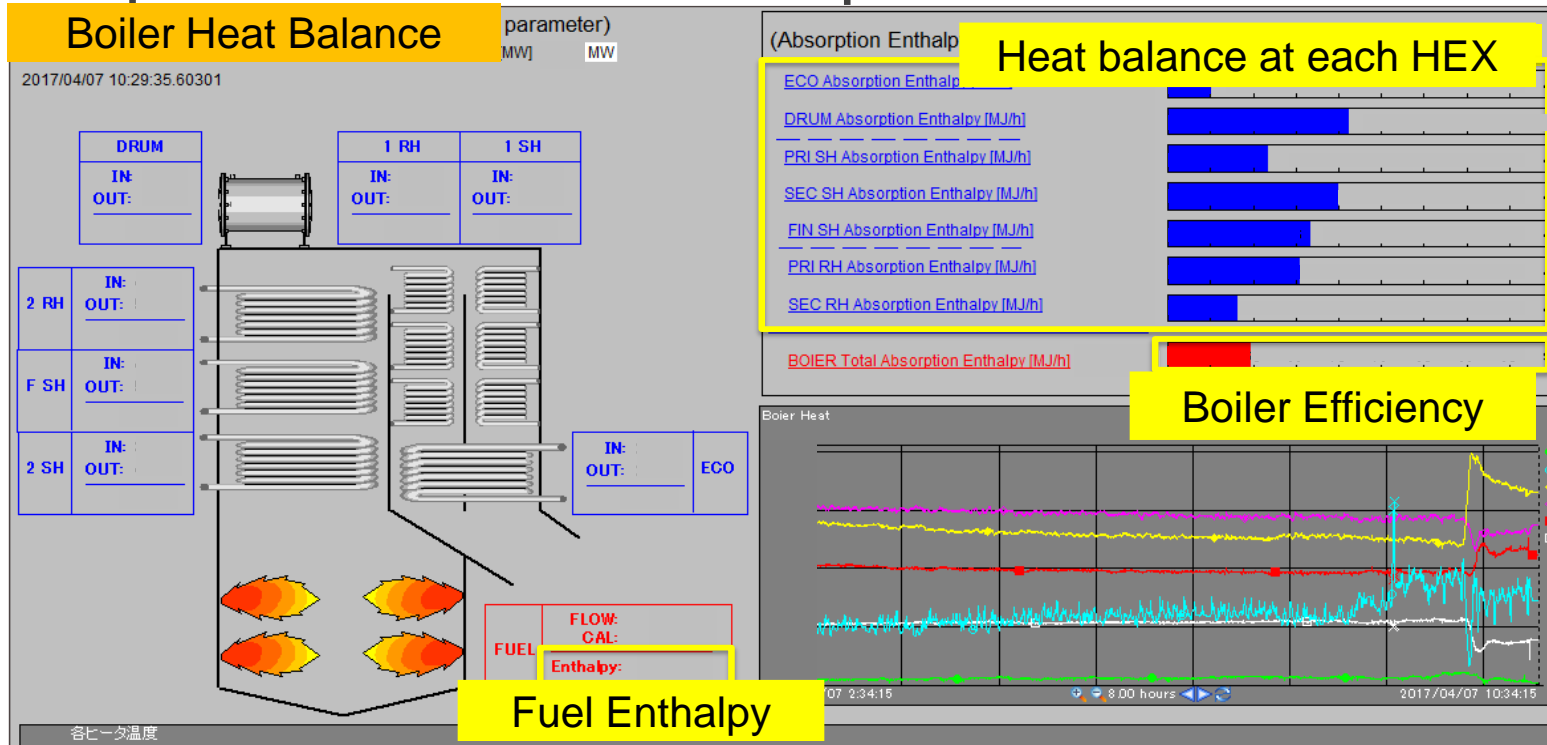 Boiler Heat Balance
parameter)
[MW]
MW
2017/04/07 10:29:35.60301
DRUM
IN:
OUT:
1 RH
IN:
OUT:
1 SH
IN:
OUT:
2 RH
IN:
OUT:
F SH
IN:
OUT:
2 SH
IN:
OUT:
IN:
OUT:
ECO
FUEL
FLOW:
CAL:
Enthalpy:
Fuel Enthalpy
各ヒータ温度
(Absorption Enthalp
Heat balance at each HEX
ECO Absorption Enthalp
DRUM Absorption Enthalpy [MJ/h]
PRI SH Absorption Enthalpy [MJ/h]
SEC SH Absorption Enthalpy [MJ/h]
FIN SH Absorption Enthalpy [MJ/h]
PRI RH Absorption Enthalpy [MJ/h]
SEC RH Absorption Enthalpy [MJ/h]
BOIER Total Absorption Enthalpy [MJ/h]
Boiler Efficiency
Boier Heat
/07 2:34:15
8.00 hours
2017/04/07 10:34:15